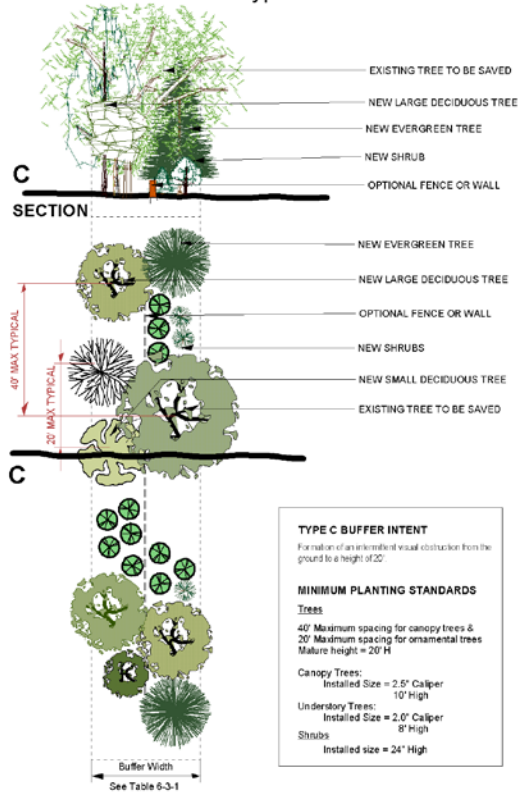 EXISTING TREE TO BE SAVED
NEW LARGE DECIDUOUS TREE
NEW EVERGREEN TREE
NEW SHRUB
OPTIONAL FENCE OR WALL
C
SECTION
NEW EVERGREEN TREE
NEW LARGE DECIDUOUS TREE
OPTIONAL FENCE OR WALL
NEW SHRUBS
NEW SMALL DECIDUOUS TREE
EXISTING TREE TO BE SAVED
40' MAX TYPICAL
20' MAX TYPICAL
C
TYPE C BUFFER INTENT
Formation of an intermittent visual obstruction from the
ground to a height of 20'.
MINIMUM PLANTING STANDARDS
Trees
40' Maximum spacing for canopy trees &
20' Maximum spacing for ornamental trees
Mature height = 20' H
Canopy Trees:
Installed Size = 2.5" Caliper
10' High
Understory Trees:
Installed Size = 2.0" Caliper
8' High
Shrubs
Installed size = 24" High
Buffer Width
See Table 6-3-1